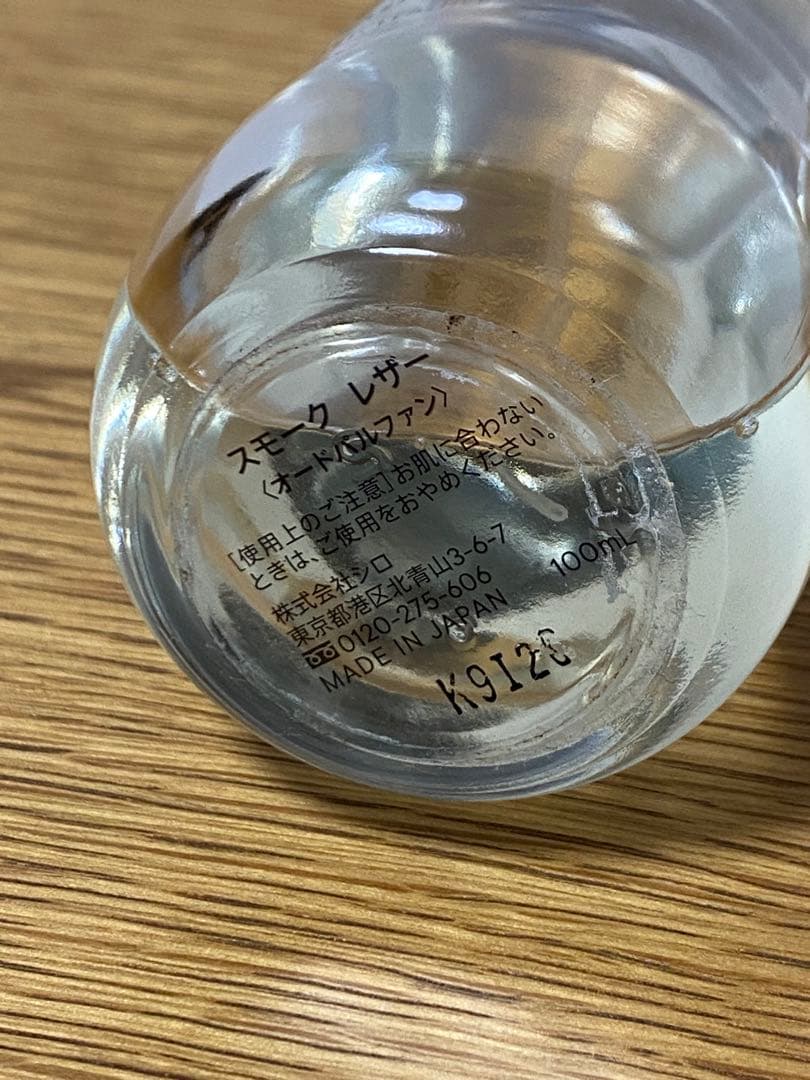 スモーク レザー
〈オードパルファン〉
[使用上のご注意]お肌に合わない
ときは、ご使用をおやめください。
株式会社シロ
東京都港区北青山3-6-7
0120-275-606
MADE IN JAPAN
100mL